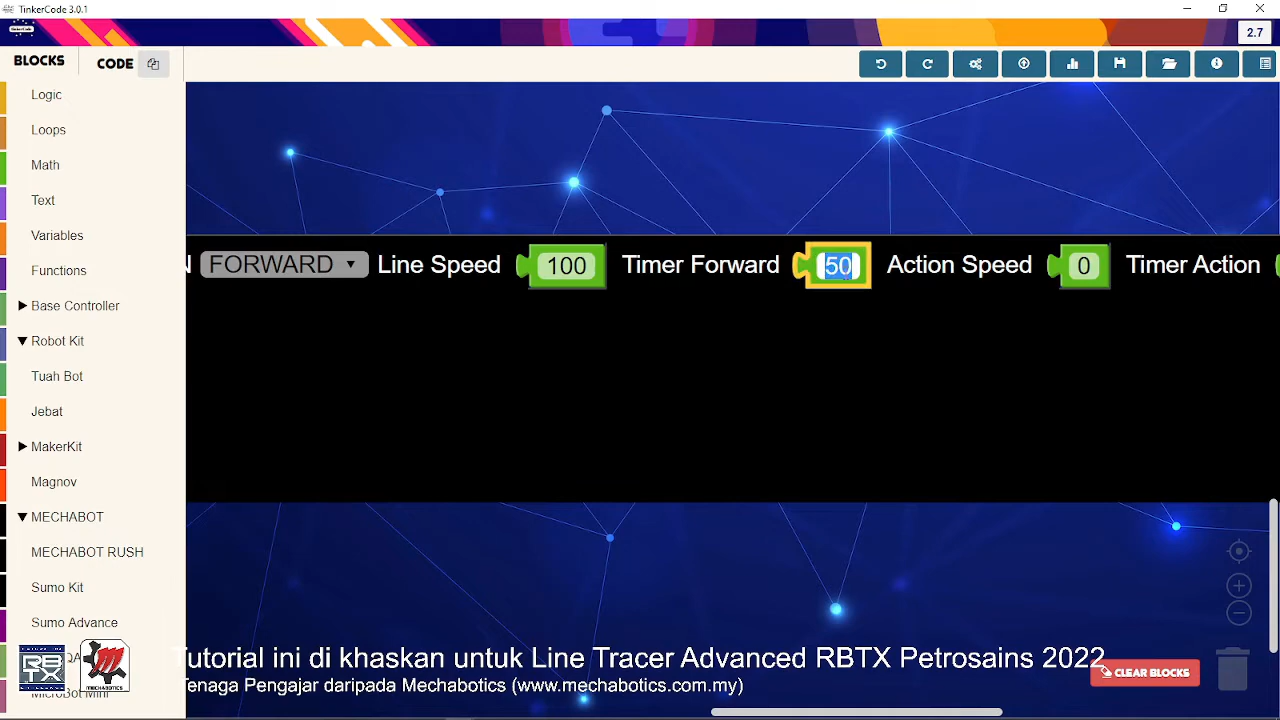 TinkerCode 3.0.1
2.7
BLOCKS
CODE
Logic
Loops
Math
Text
Variables
Functions
Base Controller
Robot Kit
Tuah Bot
Jebat
MakerKit
Magnov
MECHABOT
MECHABOT RUSH
Sumo Kit
Sumo Advance
FORWARD Line Speed 100 Timer Forward 50 Action Speed 0 Timer Action
RBTX
MECHABOTICS
Tutorial ini di khaskan untuk Line Tracer Advanced RBTX Petrosains 2022
Tenaga Pengajar daripada Mechabotics (www.mechabotics.com.my)
CLEAR BLOCKS